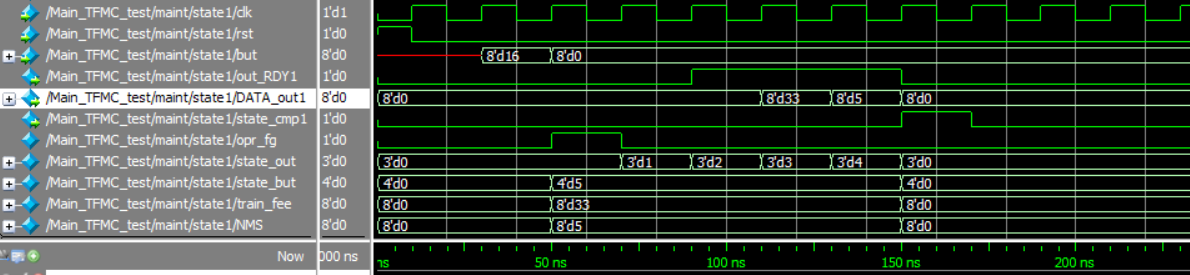 /Main_TFMC_test/maint/state1/clk 1'd1
/Main_TFMC_test/maint/state1/rst 1'd0
/Main_TFMC_test/maint/state1/but 8'd0 8'd16 8'd0
/Main_TFMC_test/maint/state1/out_RDY1 1'd0
/Main_TFMC_test/maint/state1/DATA_out1 8'd0 8'd0 8'd33 8'd5 8'd0
/Main_TFMC_test/maint/state1/state_cmp1 1'd0
/Main_TFMC_test/maint/state1/opr_fg 1'd0
/Main_TFMC_test/maint/state1/state_out 3'd0 3'd0 3'd1 3'd2 3'd3 3'd4 3'd0
/Main_TFMC_test/maint/state1/state_but 4'd0 4'd0 4'd5 4'd0
/Main_TFMC_test/maint/state1/train_fee 8'd0 8'd0 8'd33 8'd0
/Main_TFMC_test/maint/state1/NMS 8'd0 8'd0 8'd5 8'd0
Now 000 ns ns 50 ns 100 ns 150 ns 200 ns